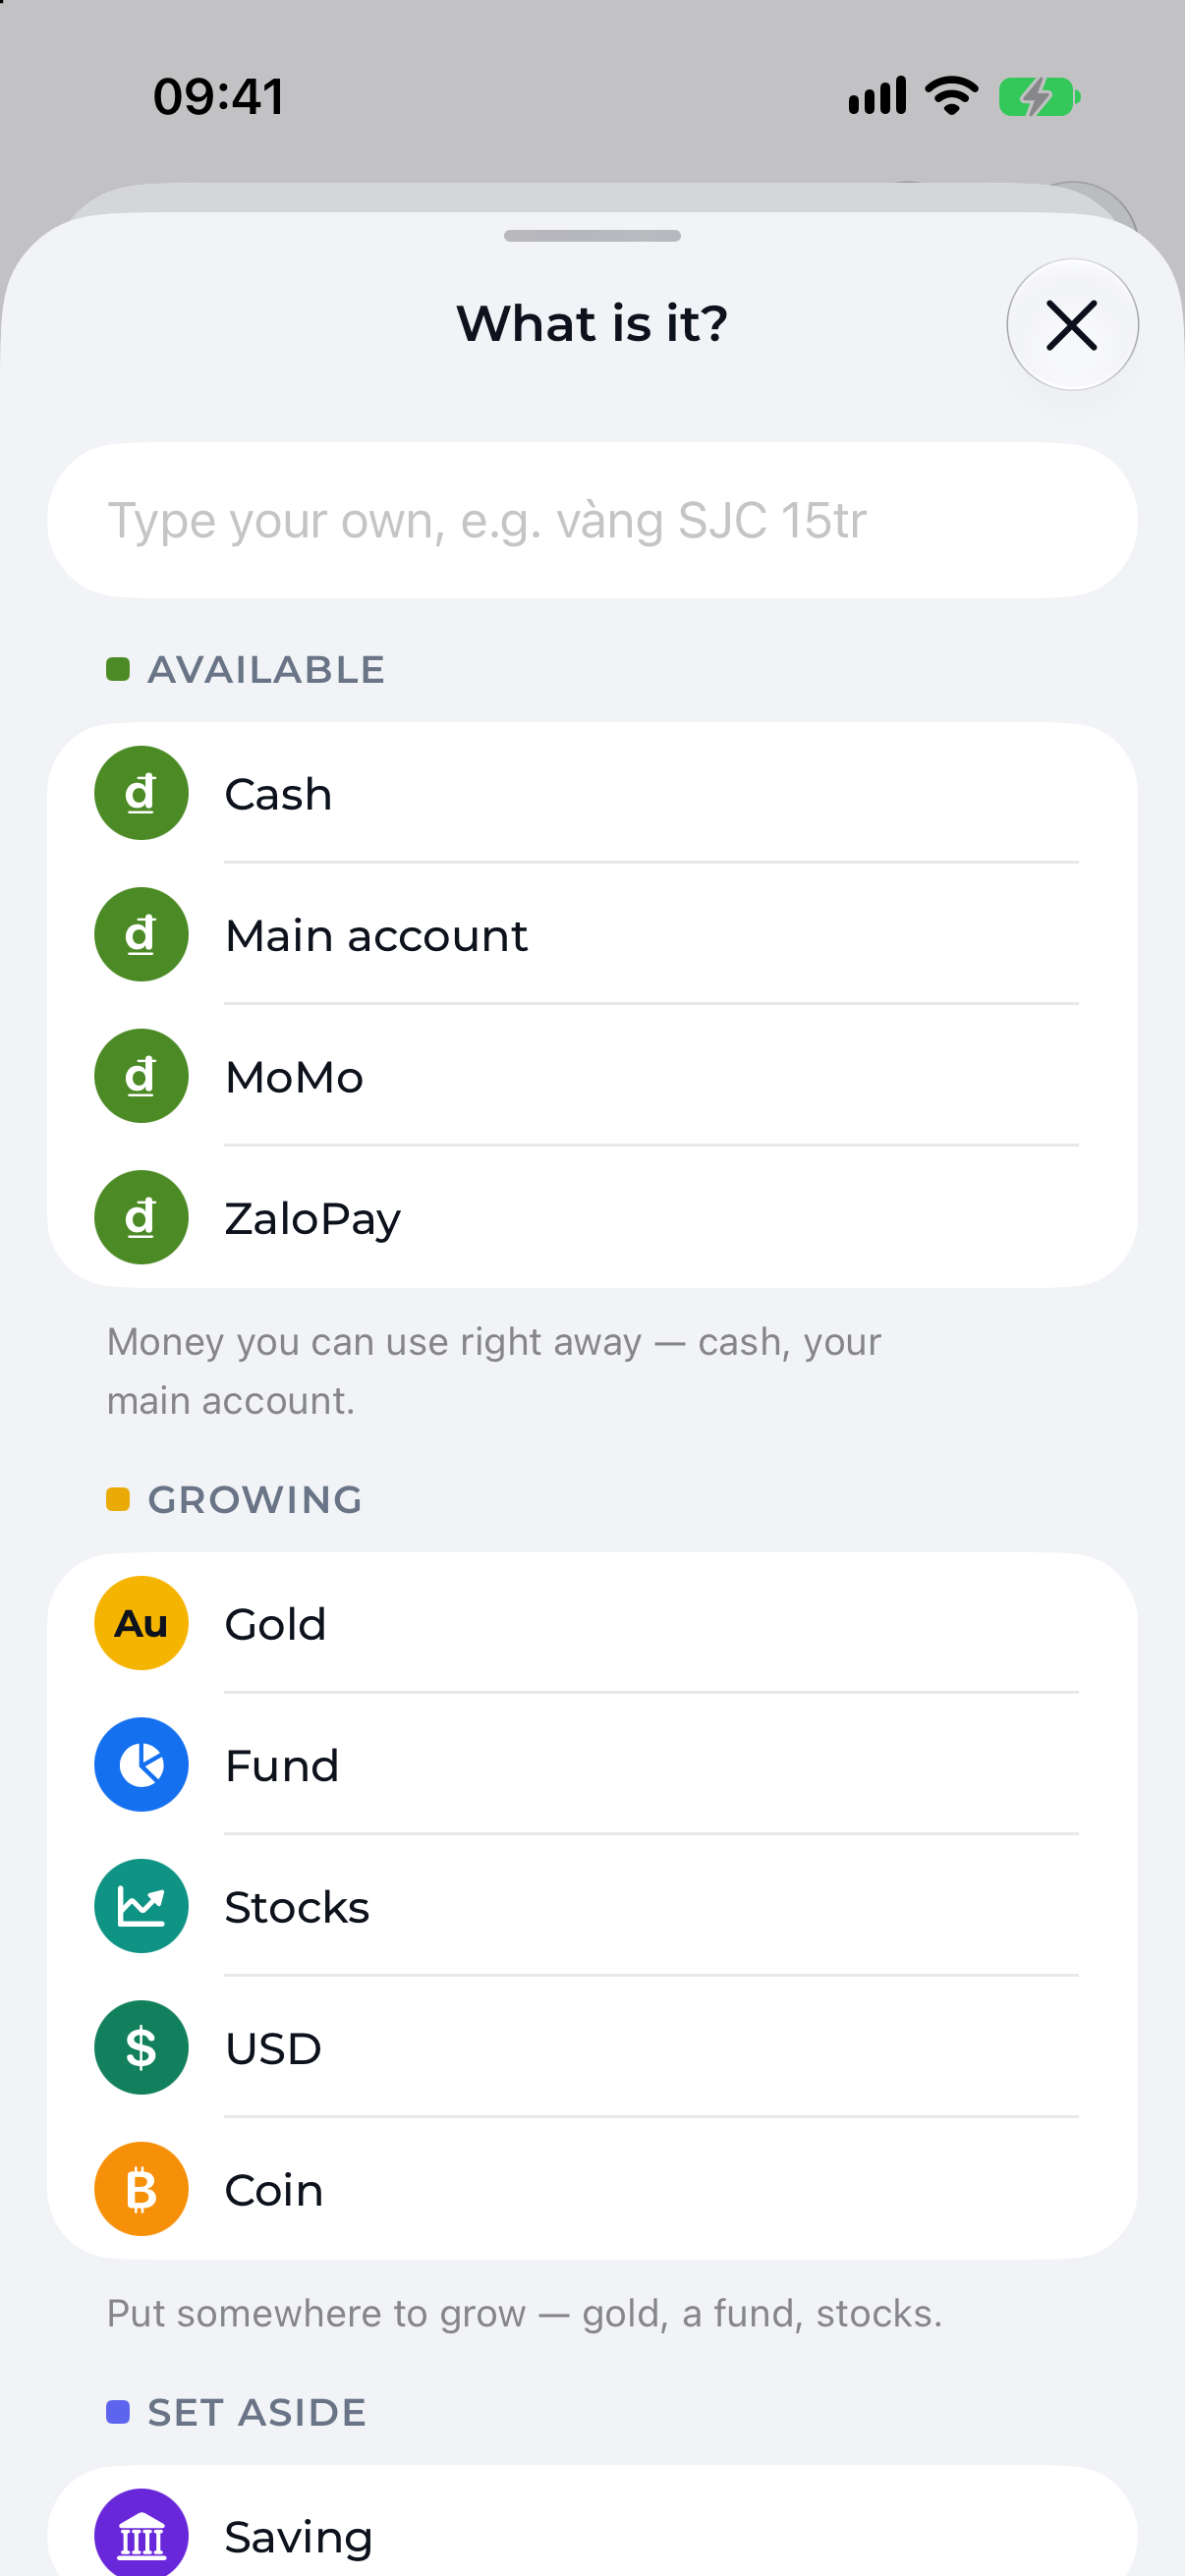 09:41
What is it?
Type your own, e.g. vàng SJC 15tr
AVAILABLE
đ Cash
đ Main account
đ MoMo
đ ZaloPay
Money you can use right away — cash, your
main account.
GROWING
Au Gold
Fund
Stocks
$ USD
₿ Coin
Put somewhere to grow — gold, a fund, stocks.
SET ASIDE
Saving